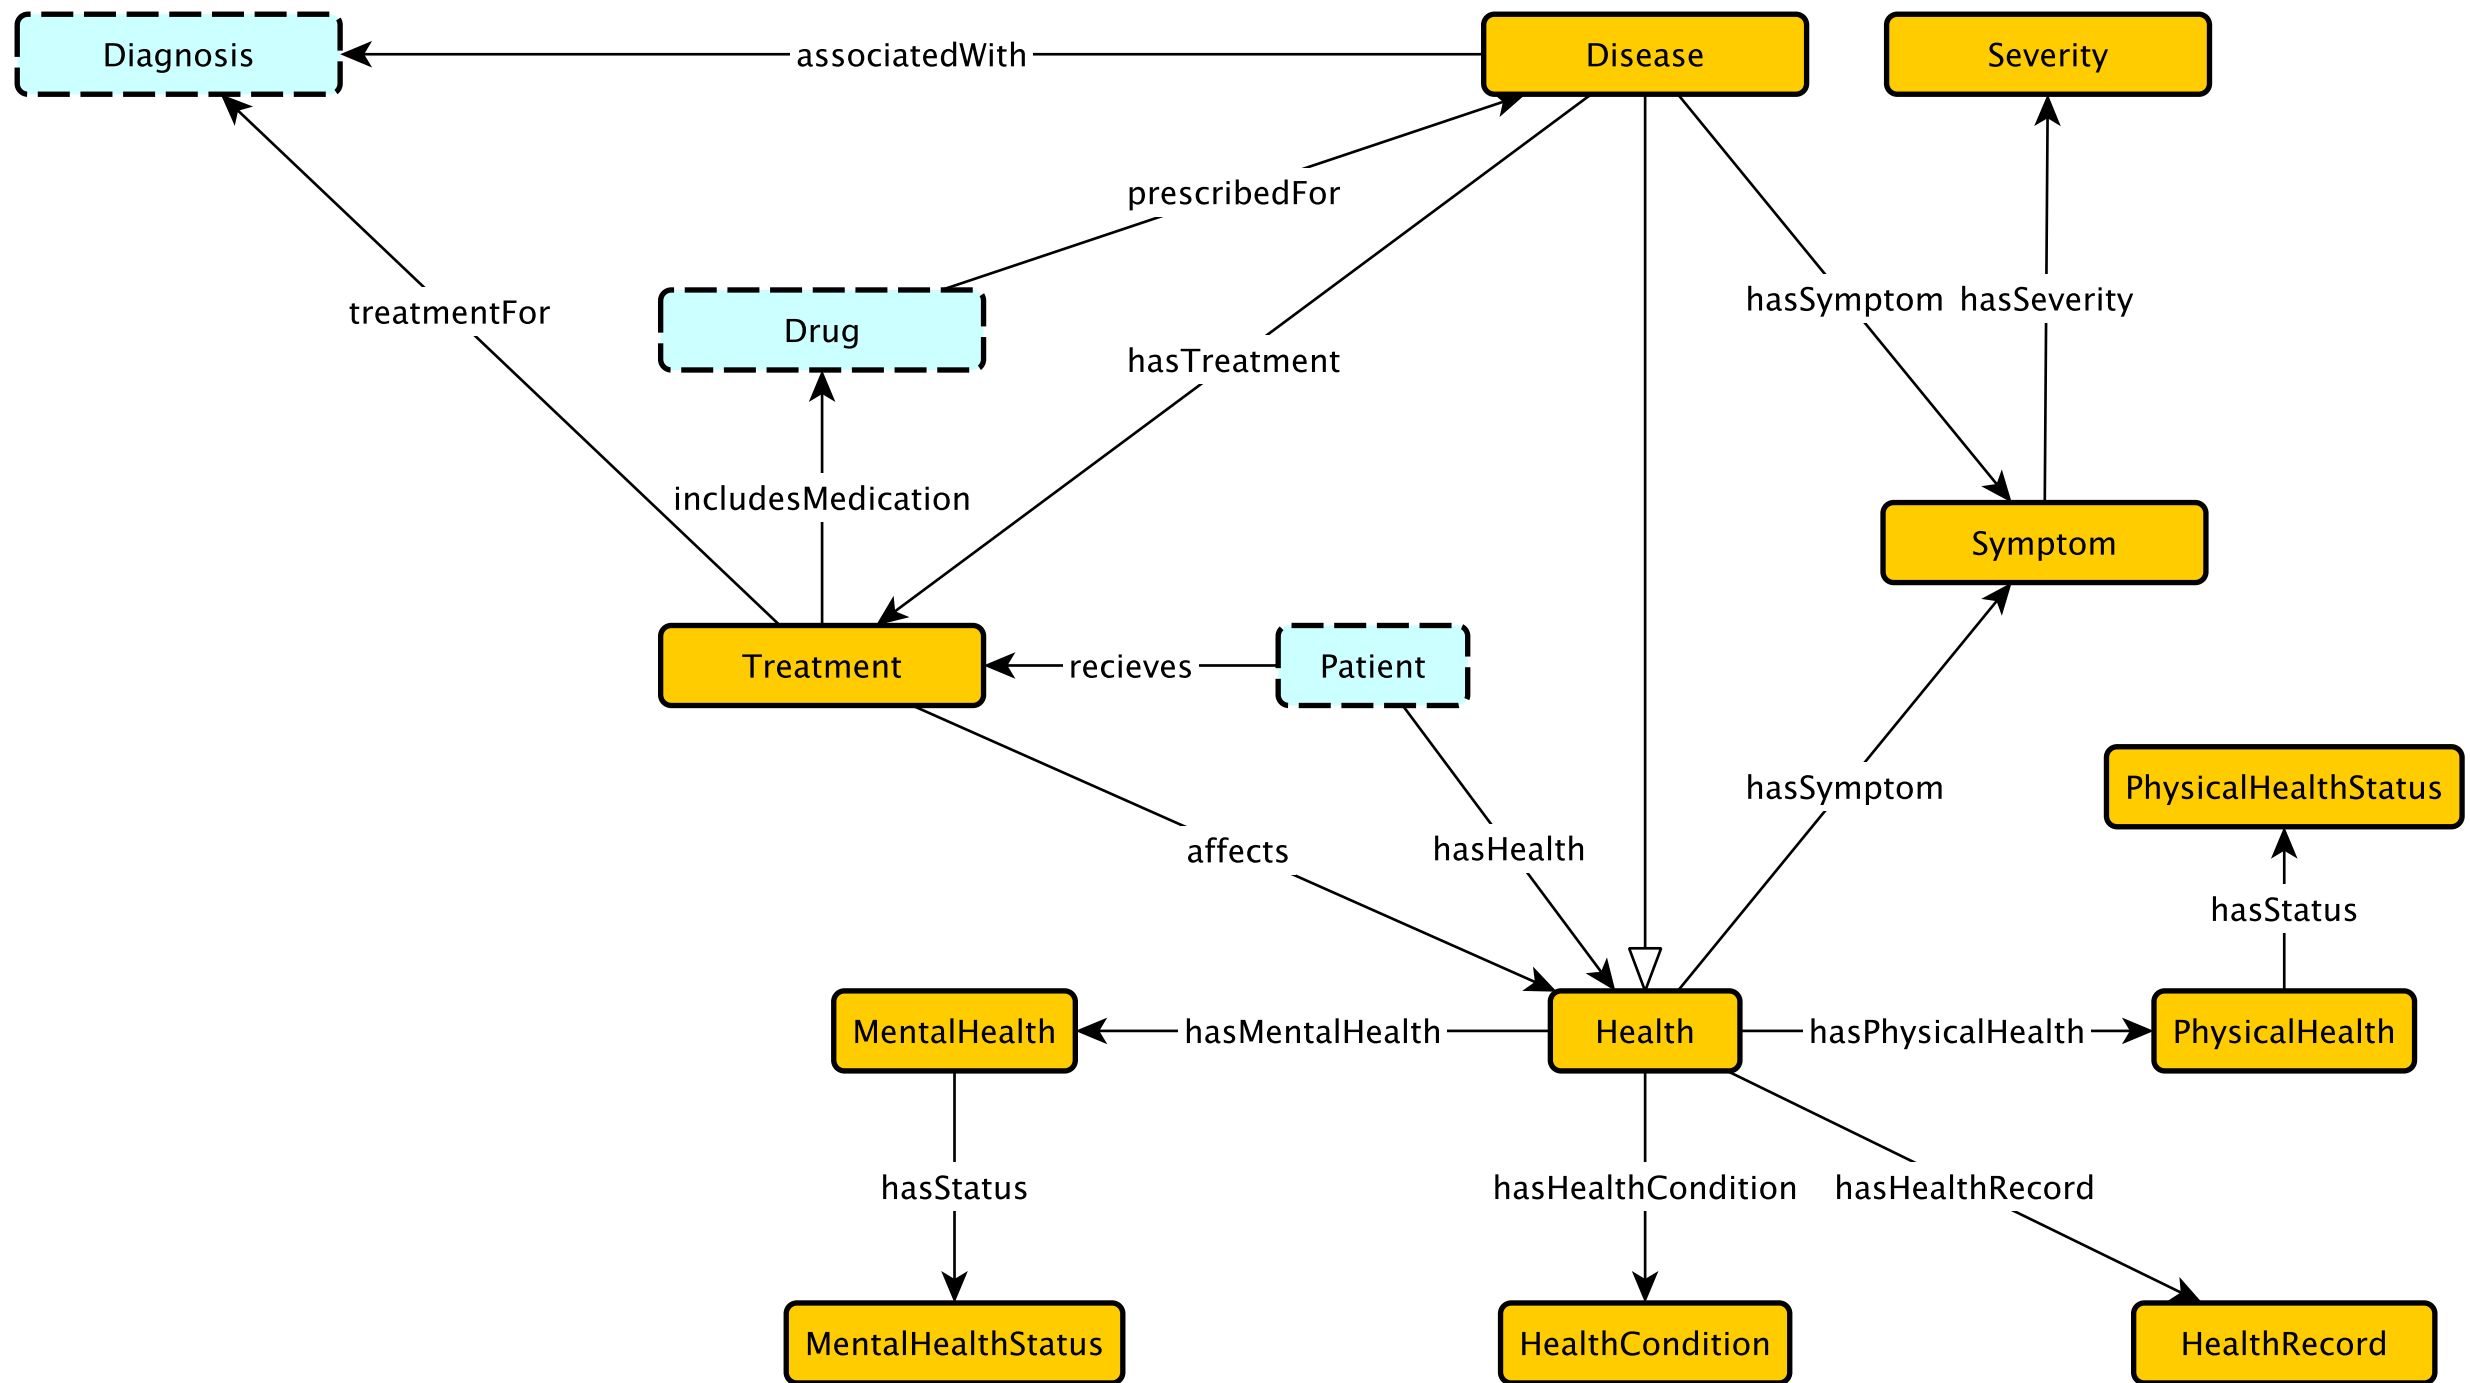 Diagnosis
associatedWith
Disease
Severity
prescribedFor
hasSymptom
hasSeverity
treatmentFor
Drug
hasTreatment
includesMedication
Symptom
Treatment
recieves
Patient
hasSymptom
PhysicalHealthStatus
affects
hasHealth
hasStatus
MentalHealth
hasMentalHealth
Health
hasPhysicalHealth
PhysicalHealth
hasStatus
hasHealthCondition
hasHealthRecord
MentalHealthStatus
HealthCondition
HealthRecord